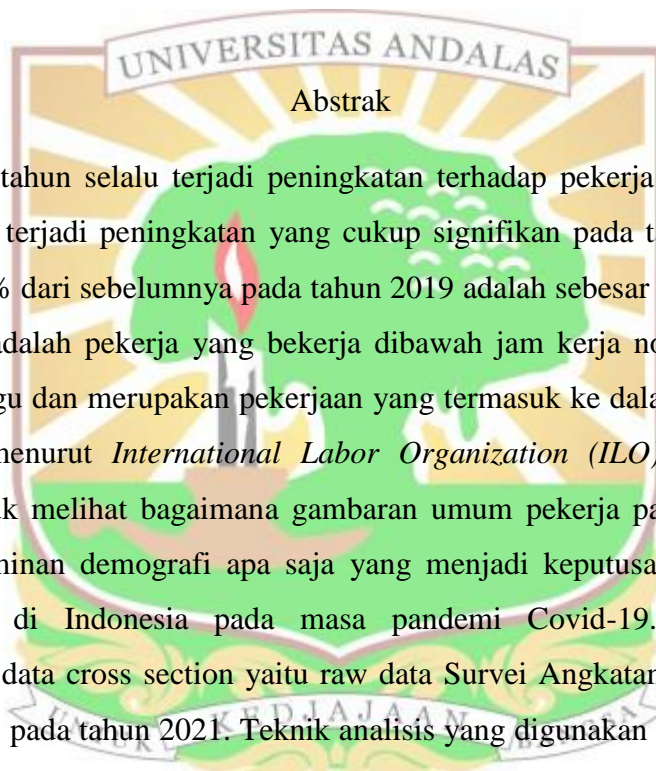 UNIVERSITAS ANDALAS
Abstrak
tahun selalu terjadi peningkatan terhadap pekerja
terjadi peningkatan yang cukup signifikan pada t
% dari sebelumnya pada tahun 2019 adalah sebesar
adalah pekerja yang bekerja dibawah jam kerja no
gu dan merupakan pekerjaan yang termasuk ke dala
menurut International Labor Organization (ILO)
uk melihat bagaimana gambaran umum pekerja pa
minan demografi apa saja yang menjadi keputusa
di Indonesia pada masa pandemi Covid-19.
data cross section yaitu raw data Survei Angkatan
pada tahun 2021. Teknik analisis yang digunakan
UNTUK KEDJAJAAN BANGSA